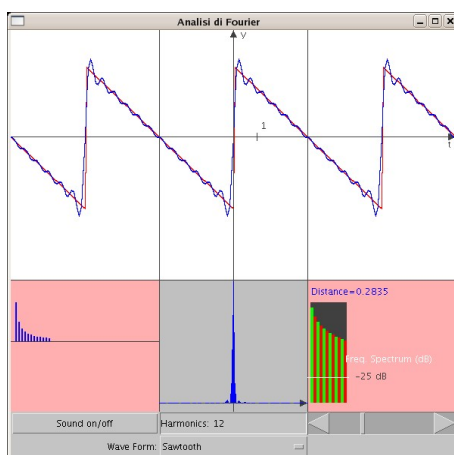 Analisi di Fourier
y
1
t
Distance=0.2835
Freq. Spectrum (dB)
-25 dB
Sound on/off
Harmonics: 12
Wave Form: Sawtooth